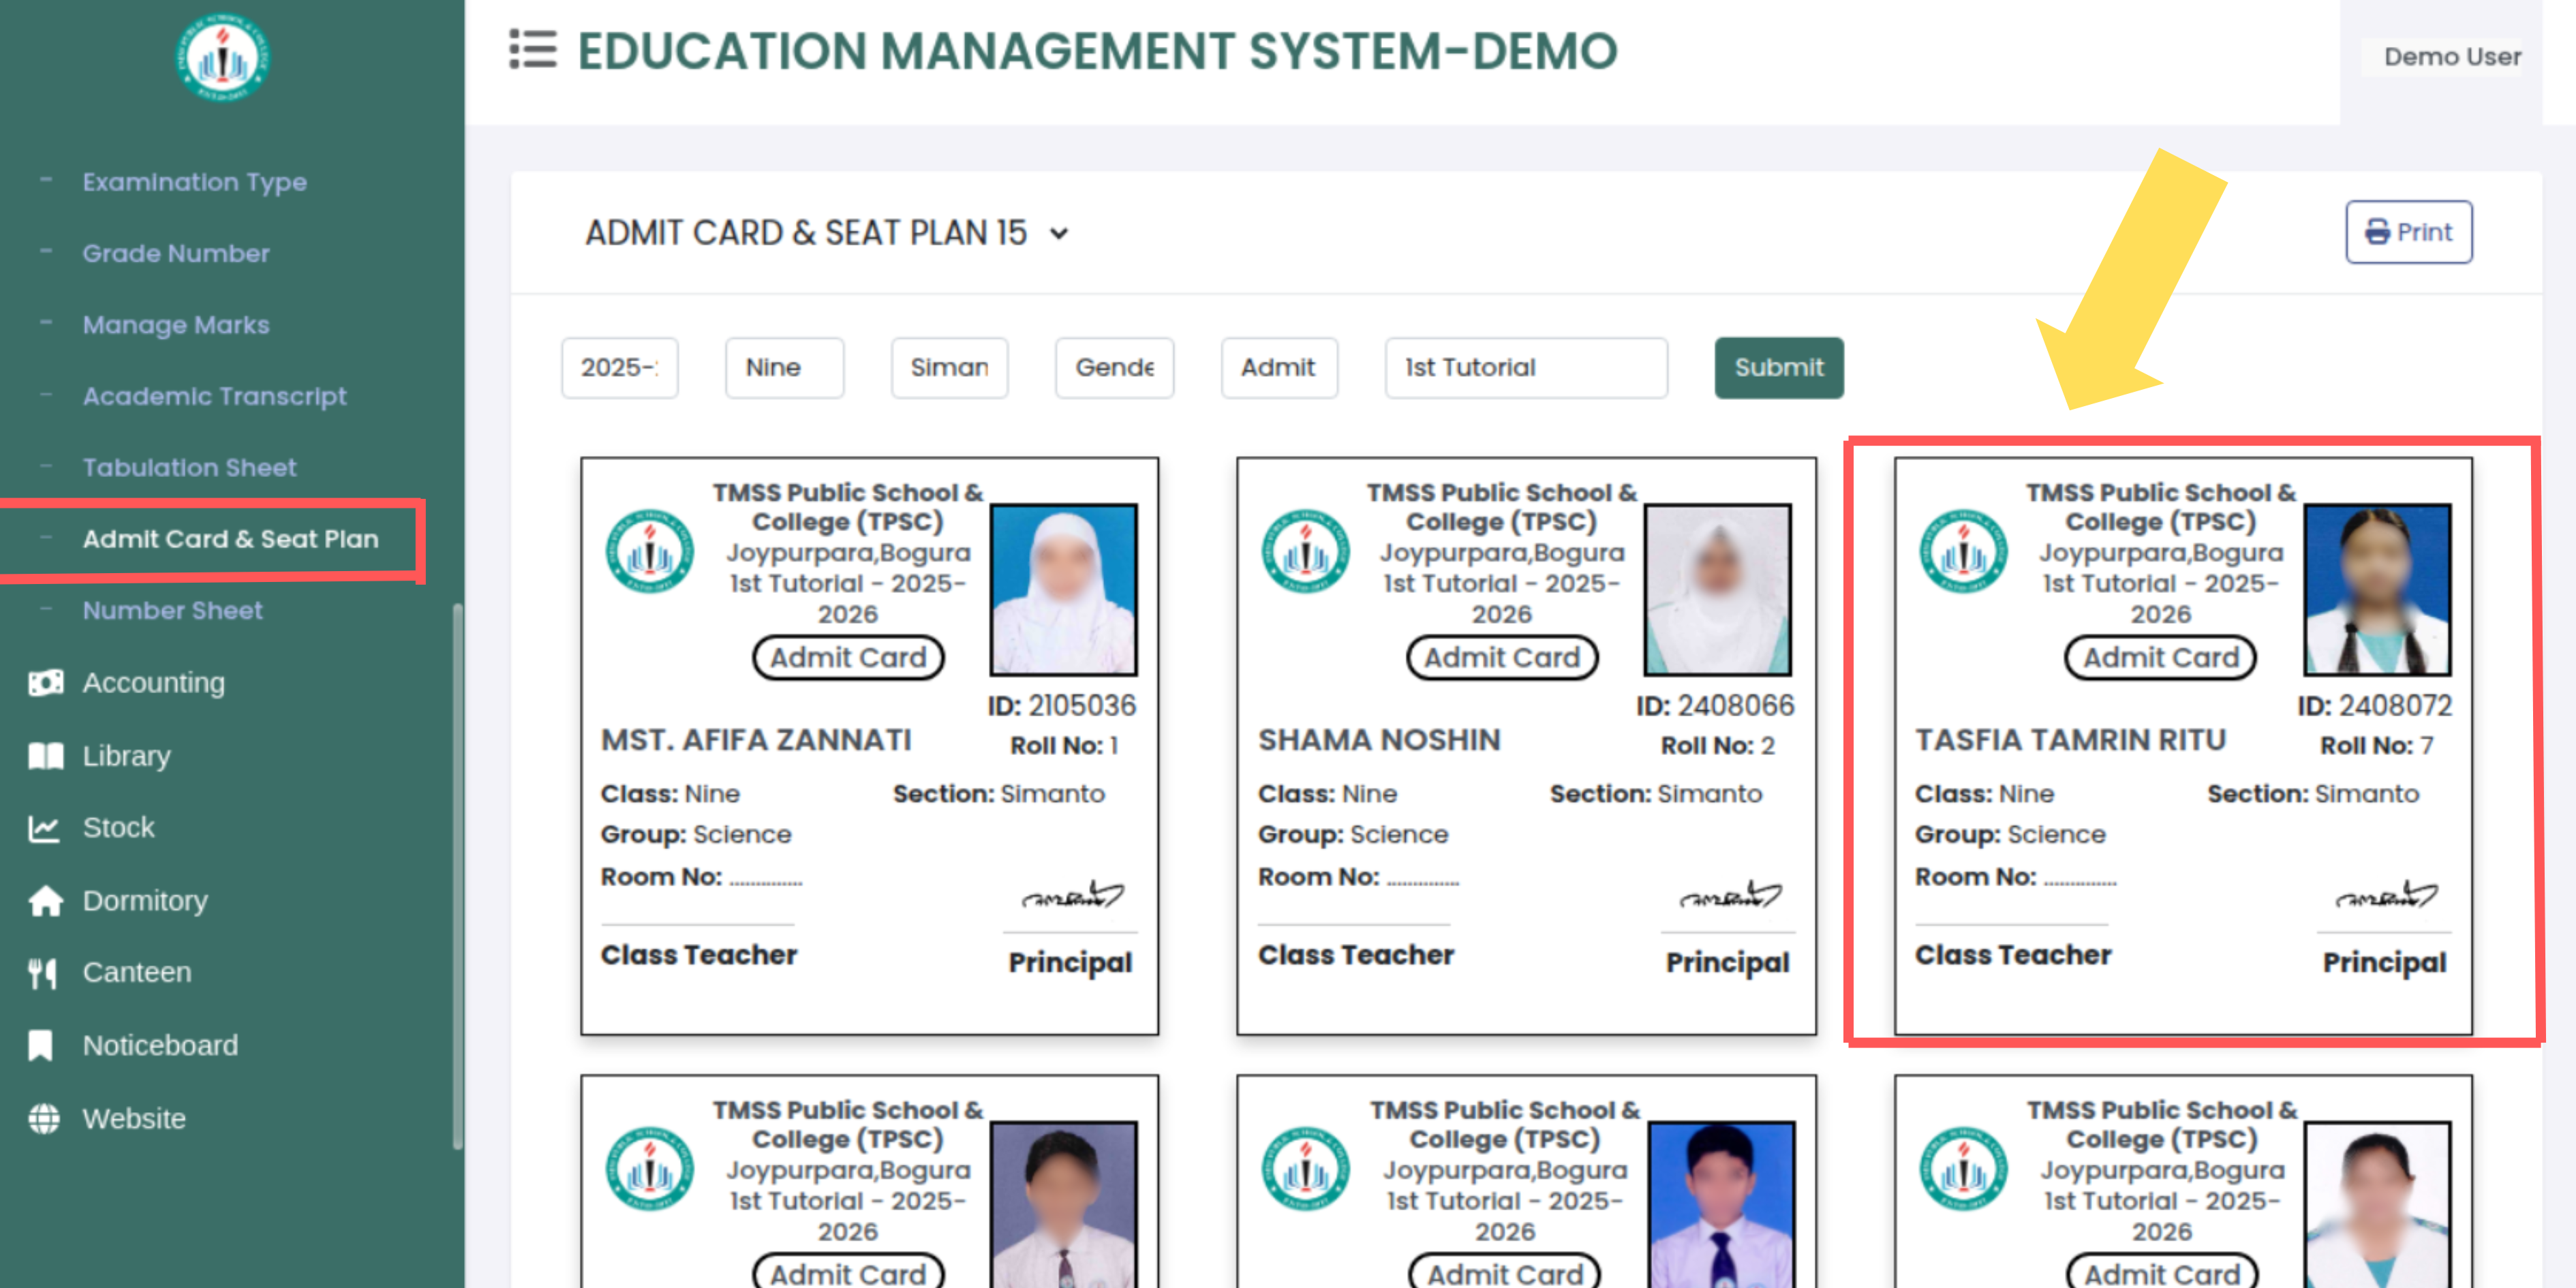 EDUCATION MANAGEMENT SYSTEM-DEMO
Demo User
Examination Type
Grade Number
Manage Marks
Academic Transcript
Tabulation Sheet
Admit Card & Seat Plan
Number Sheet
Accounting
Library
Stock
Dormitory
Canteen
Noticeboard
Website
ADMIT CARD & SEAT PLAN 15
Print
2025-
Nine
Siman
Gende
Admit
1st Tutorial
Submit
TMSS Public School &
College (TPSC)
Joypurpara,Bogura
1st Tutorial - 2025-
2026
Admit Card
ID: 2105036
MST. AFIFA ZANNATI
Roll No: 1
Class: Nine
Section: Simanto
Group: Science
Room No: ..............
Class Teacher
Principal
TMSS Public School &
College (TPSC)
Joypurpara,Bogura
1st Tutorial - 2025-
2026
Admit Card
ID: 2408066
SHAMA NOSHIN
Roll No: 2
Class: Nine
Section: Simanto
Group: Science
Room No: ..............
Class Teacher
Principal
TMSS Public School &
College (TPSC)
Joypurpara,Bogura
1st Tutorial - 2025-
2026
Admit Card
ID: 2408072
TASFIA TAMRIN RITU
Roll No: 7
Class: Nine
Section: Simanto
Group: Science
Room No: ..............
Class Teacher
Principal
TMSS Public School &
College (TPSC)
Joypurpara,Bogura
1st Tutorial - 2025-
2026
Admit Card
TMSS Public School &
College (TPSC)
Joypurpara,Bogura
1st Tutorial - 2025-
2026
Admit Card
TMSS Public School &
College (TPSC)
Joypurpara,Bogura
1st Tutorial - 2025-
2026
Admit Card